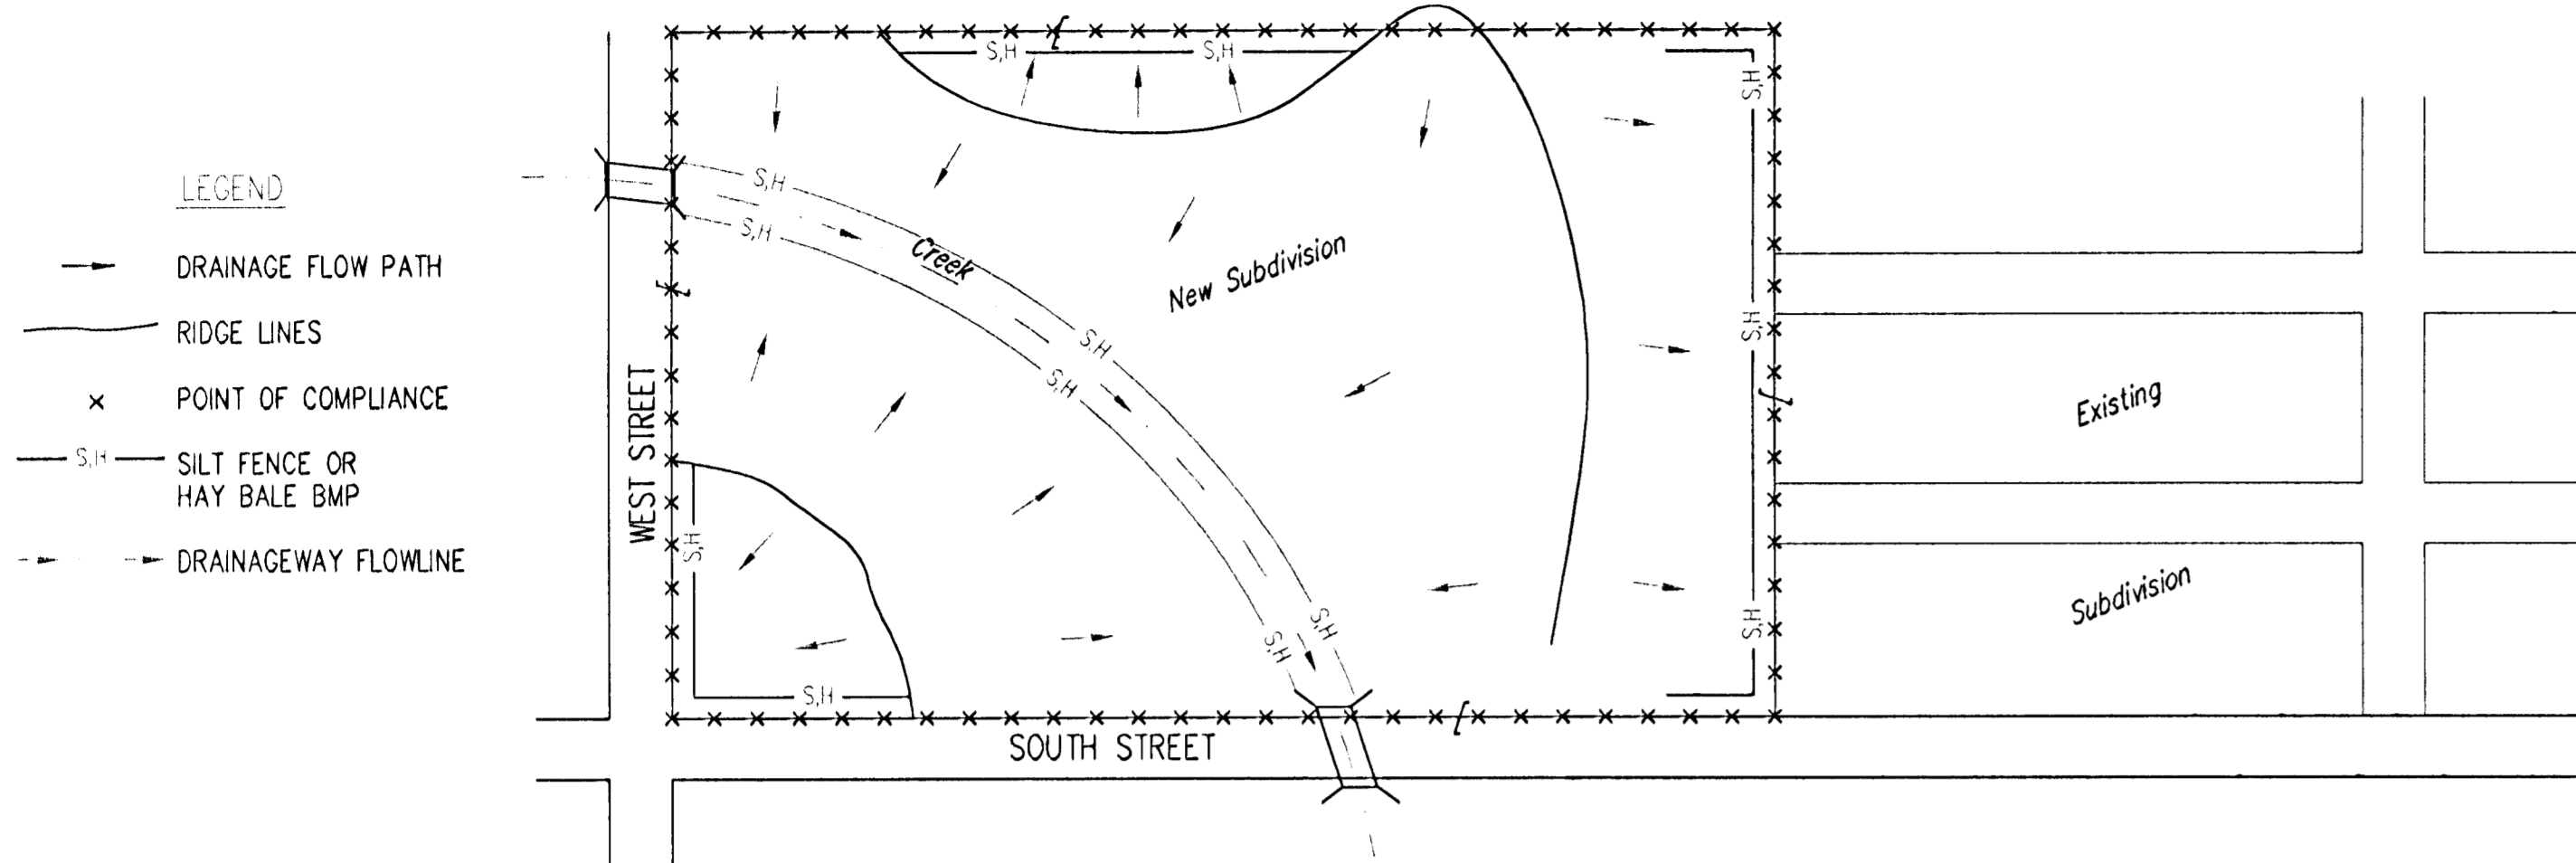 LEGEND
DRAINAGE FLOW PATH
RIDGE LINES
POINT OF COMPLIANCE
S,H
SILT FENCE OR
HAY BALE BMP
DRAINAGEWAY FLOWLINE
S,H
S,H
S,H
S,H
S,H
Creek
New Subdivision
S,H
S,H
S,H
WEST STREET
Existing
S,H
S,H
S,H
S,H
S,H
Subdivision
SOUTH STREET